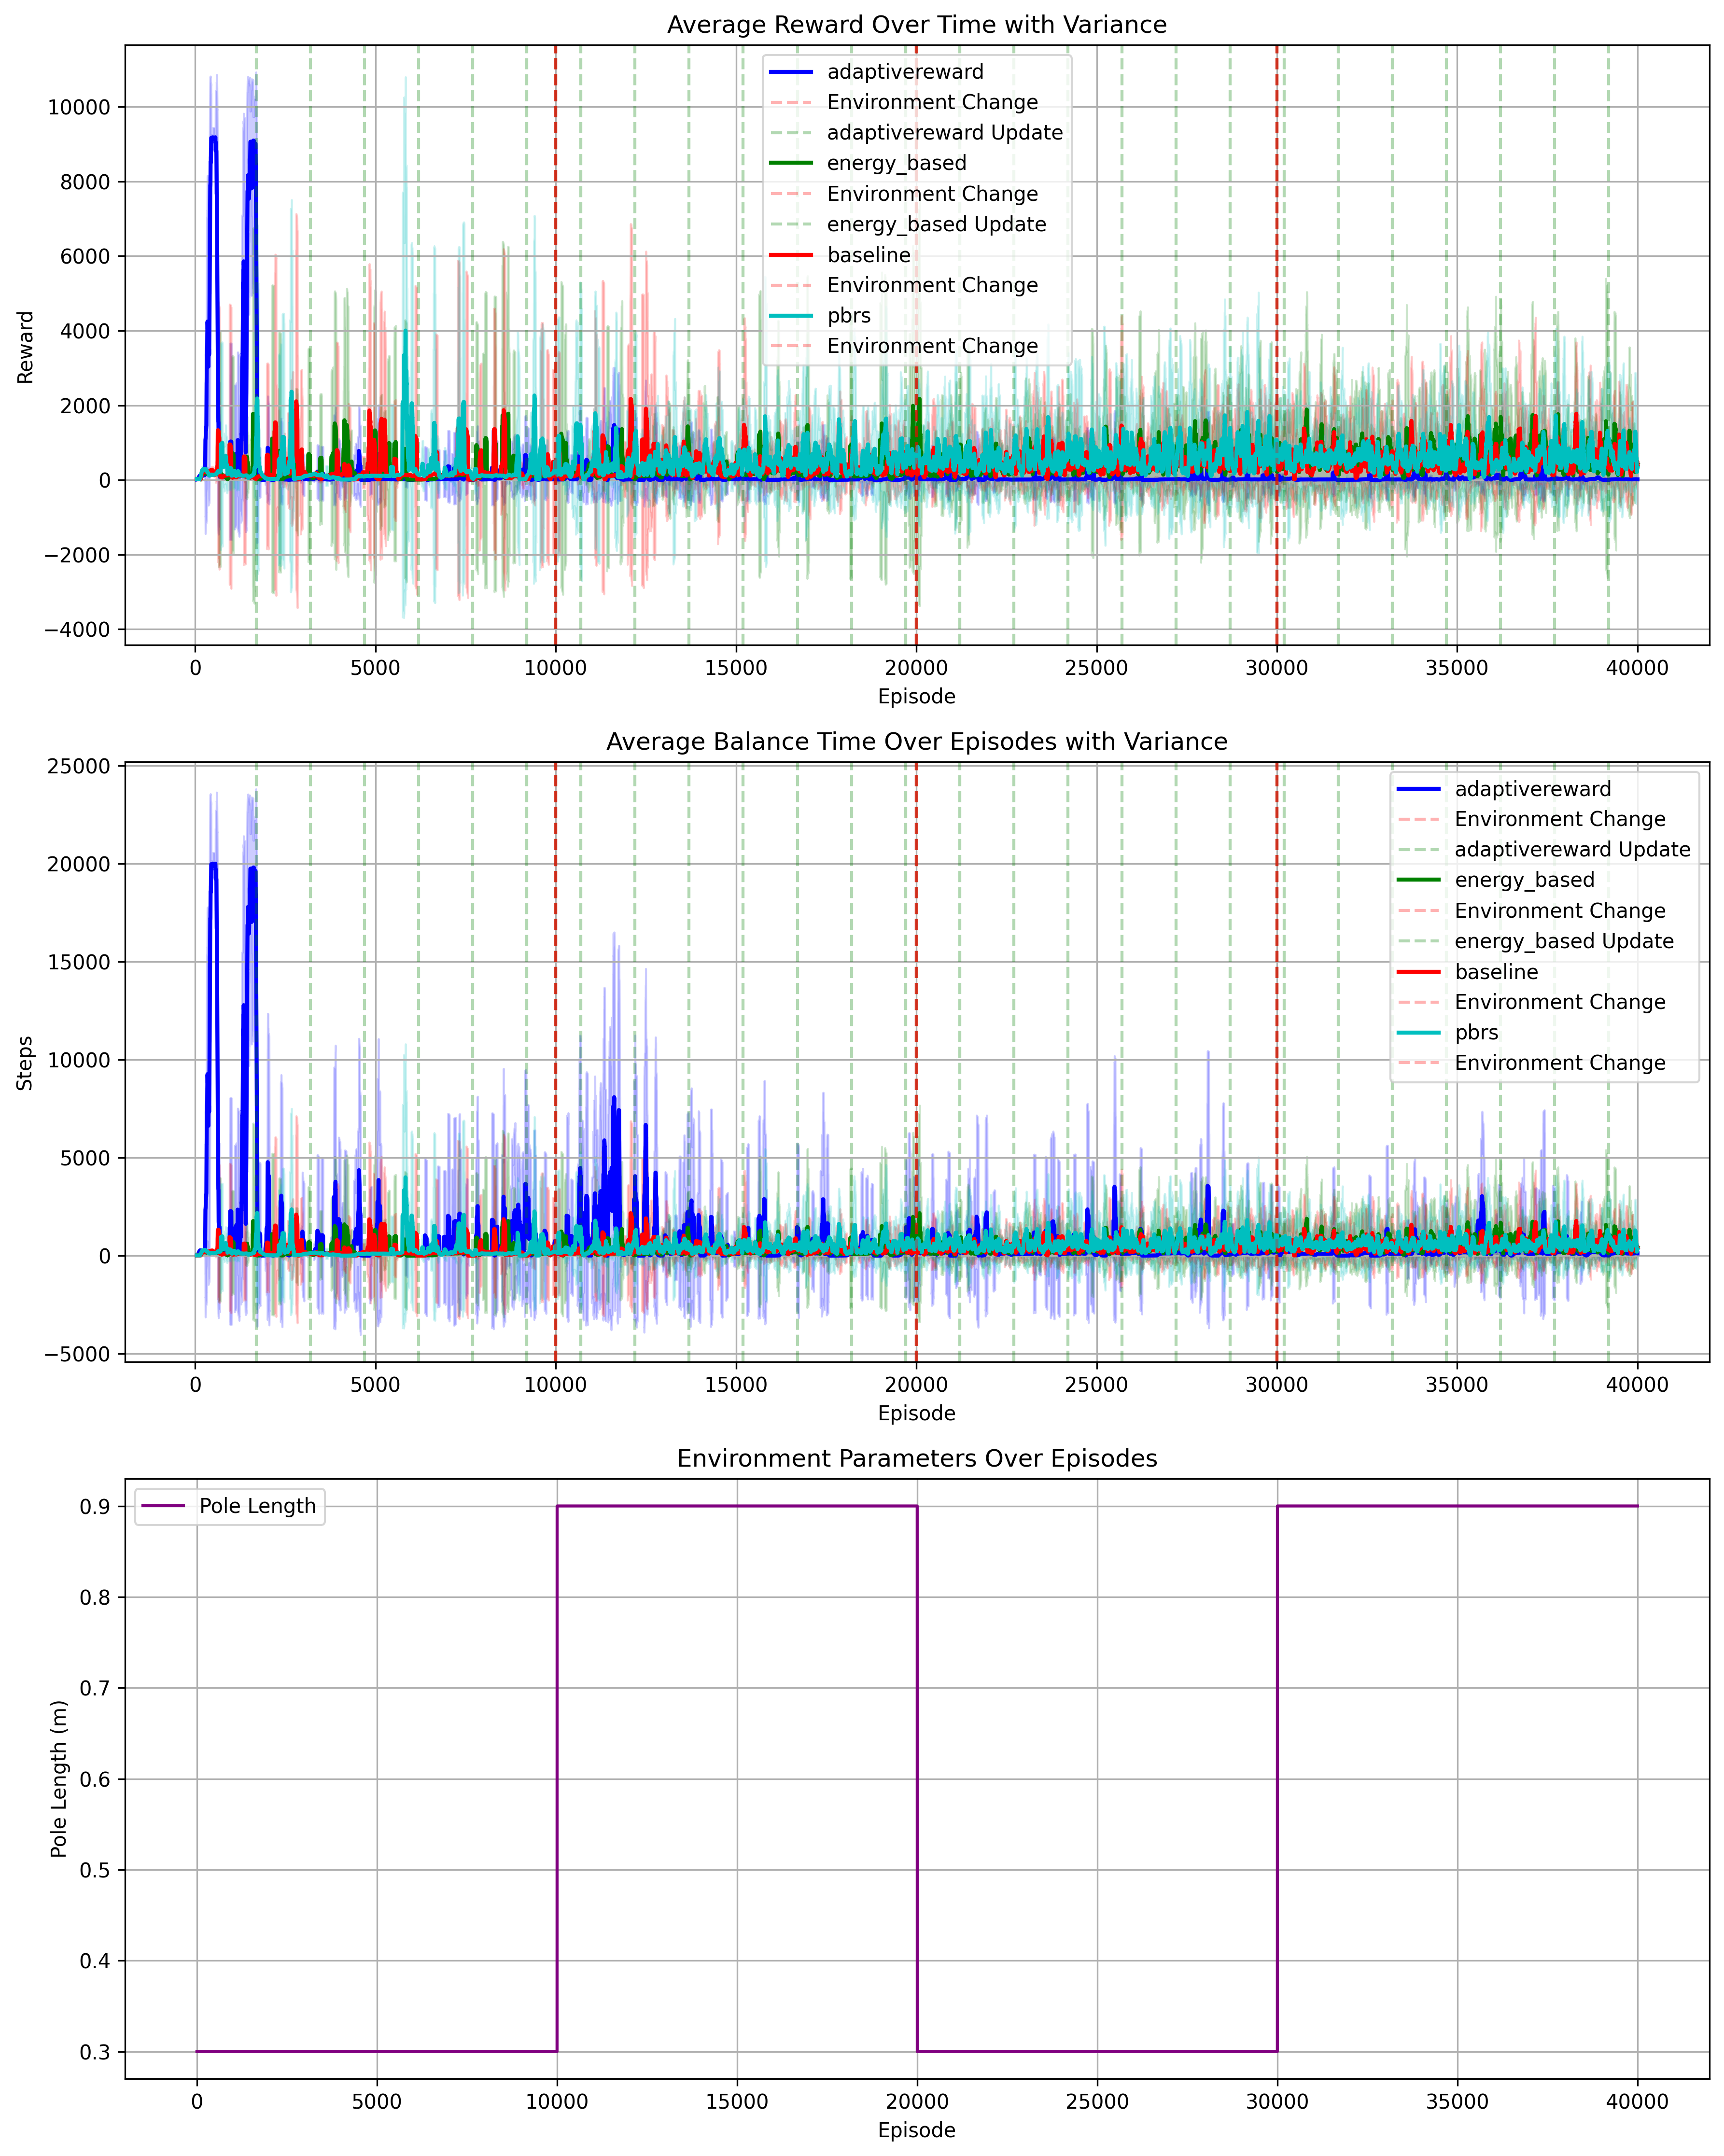 Average Reward Over Time with Variance
Reward
10000
8000
6000
4000
2000
0
−2000
−4000
adaptivereward
Environment Change
adaptivereward Update
energy_based
Environment Change
energy_based Update
baseline
Environment Change
pbrs
Environment Change
0 5000 10000 15000 20000 25000 30000 35000 40000
Episode
Average Balance Time Over Episodes with Variance
Steps
25000
20000
15000
10000
5000
0
−5000
adaptivereward
Environment Change
adaptivereward Update
energy_based
Environment Change
energy_based Update
baseline
Environment Change
pbrs
Environment Change
0 5000 10000 15000 20000 25000 30000 35000 40000
Episode
Environment Parameters Over Episodes
Pole Length (m)
0.9
0.8
0.7
0.6
0.5
0.4
0.3
Pole Length
0 5000 10000 15000 20000 25000 30000 35000 40000
Episode